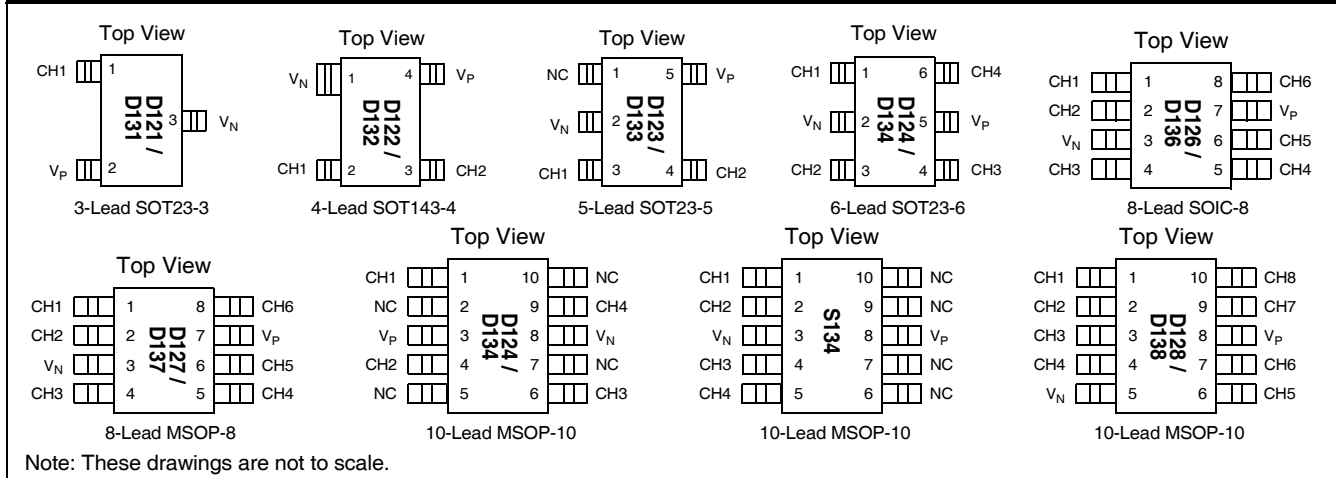 Top View
CH1 1
D121 / D131
3 VN
VP 2
3-Lead SOT23-3
Top View
VN 1 4 VP
D122 / D132
CH1 2 3 CH2
4-Lead SOT143-4
Top View
NC 1 5 VP
D123 / D133
VN 2
CH1 3 4 CH2
5-Lead SOT23-5
Top View
CH1 1 6 CH4
D124 / D134
VN 2 5 VP
CH2 3 4 CH3
6-Lead SOT23-6
Top View
CH1 1 8 CH6
D126 / D136
CH2 2 7 VP
VN 3 6 CH5
CH3 4 5 CH4
8-Lead SOIC-8
Top View
CH1 1 8 CH6
D127 / D137
CH2 2 7 VP
VN 3 6 CH5
CH3 4 5 CH4
8-Lead MSOP-8
Top View
CH1 1 10 NC
D124 / D134
NC 2 9 CH4
VP 3 8 VN
CH2 4 7 NC
NC 5 6 CH3
10-Lead MSOP-10
Top View
CH1 1 10 NC
S134
CH2 2 9 NC
VN 3 8 VP
CH3 4 7 NC
CH4 5 6 NC
10-Lead MSOP-10
Top View
CH1 1 10 CH8
D128 / D138
CH2 2 9 CH7
CH3 3 8 VP
CH4 4 7 CH6
VN 5 6 CH5
10-Lead MSOP-10
Note: These drawings are not to scale.